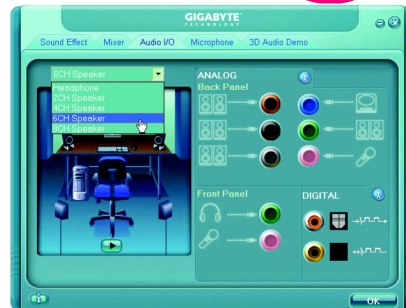 GIGABYTE
TECHNOLOGY
Sound Effect Mixer Audio I/O Microphone 3D Audio Demo
6CH Speaker
Headphone
2CH Speaker
4CH Speaker
6CH Speaker
8CH Speaker
ANALOG
Back Panel
Front Panel
DIGITAL
OK